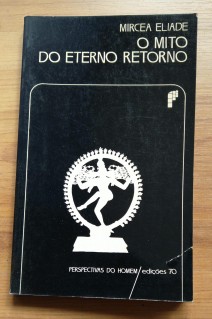 MIRCEA ELIADE
O MITO
DO ETERNO RETORNO
PERSPECTIVAS DO HOMEM/edições 70